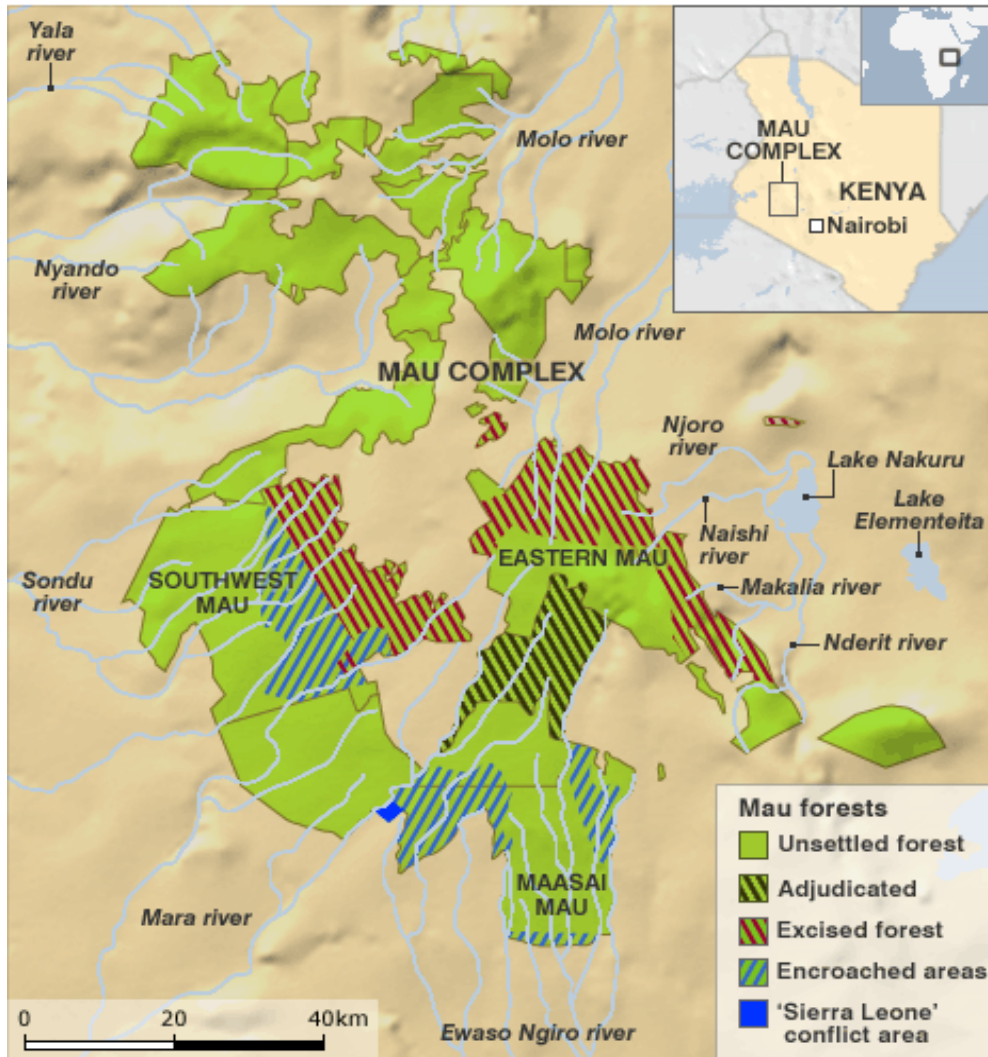 Yala
river
Molo river
MAU
COMPLEX
KENYA
Nairobi
Nyando
river
Molo river
MAU COMPLEX
Njoro
river
Lake Nakuru
Lake
Elementeita
Naishi
river
EASTERN MAU
SOUTHWEST
MAU
Sondu
river
Makalia river
Nderit river
MAASAI
MAU
Mara river
Ewaso Ngiro river
0 20 40km
Mau forests
Unsettled forest
Adjudicated
Excised forest
Encroached areas
'Sierra Leone'
conflict area